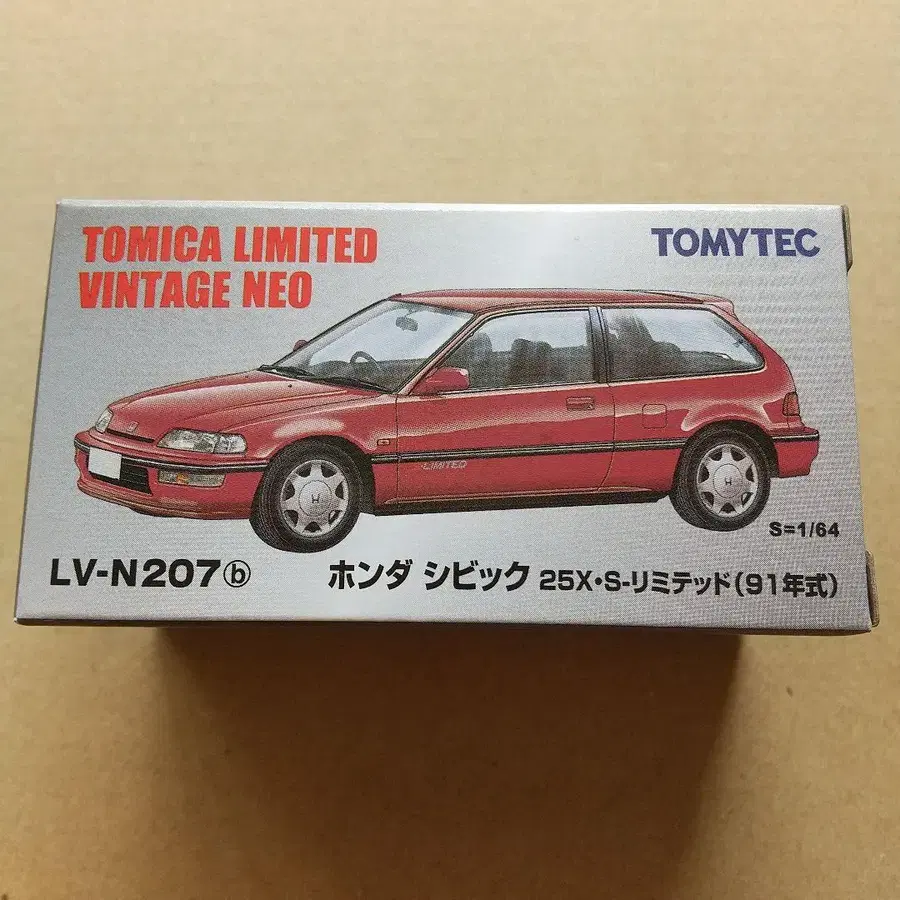 TOMICA LIMITED
VINTAGE NEO
TOMYTEC
LIMITED
S=1/64
LV-N207ⓑ
ホンダ シビック 25X•S-リミテッド(91年式)